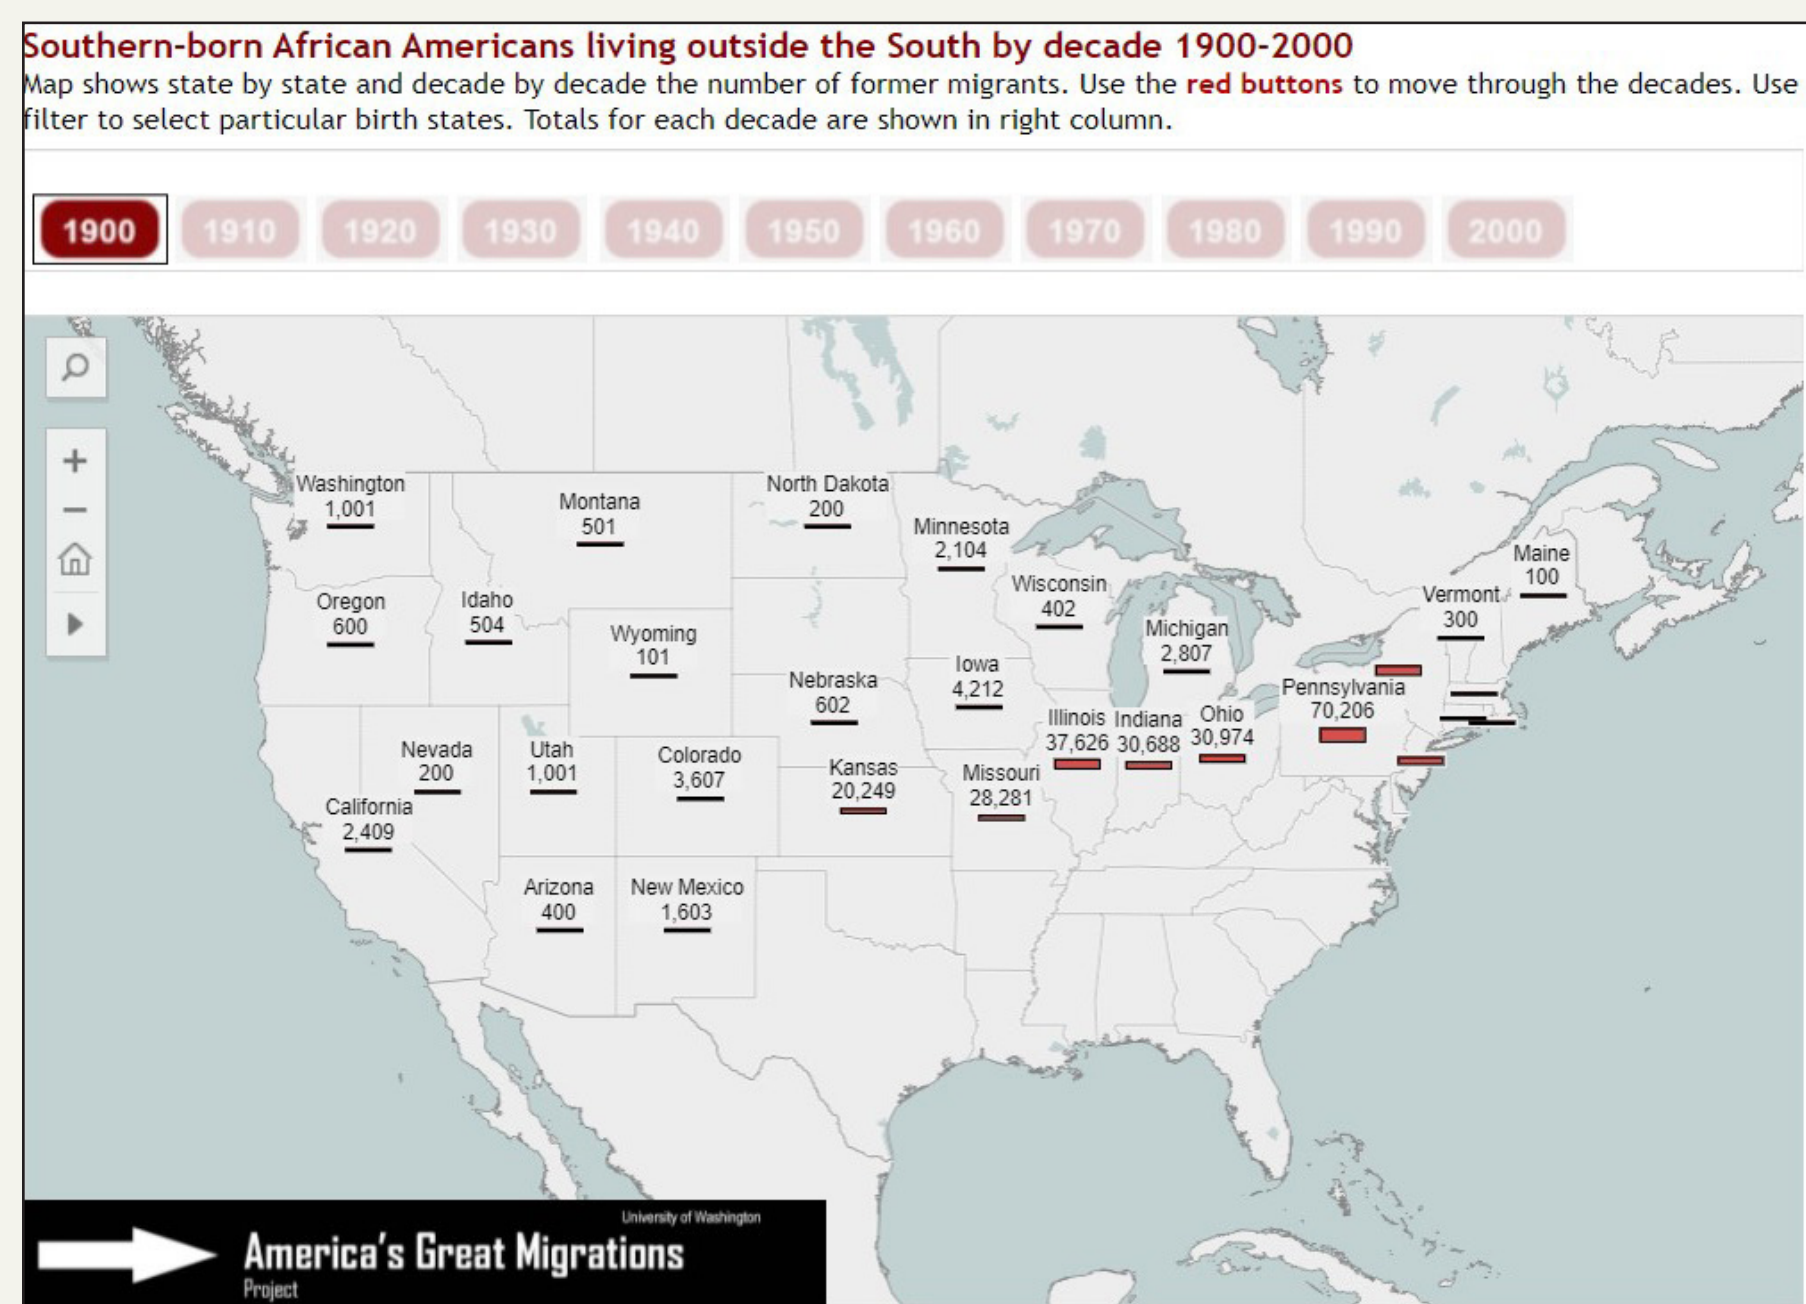 Southern-born African Americans living outside the South by decade 1900-2000
Map shows state by state and decade by decade the number of former migrants. Use the red buttons to move through the decades. Use
filter to select particular birth states. Totals for each decade are shown in right column.
1900 1910 1920 1930 1940 1950 1960 1970 1980 1990 2000
Washington
1,001
Montana
501
North Dakota
200
Minnesota
2,104
Wisconsin
402
Maine
100
Vermont
300
Oregon
600
Idaho
504
Wyoming
101
Michigan
2,807
Iowa
4,212
Nebraska
602
Pennsylvania
70,206
Illinois
37,626
Indiana
30,688
Ohio
30,974
Nevada
200
Utah
1,001
Colorado
3,607
Kansas
20,249
Missouri
28,281
California
2,409
Arizona
400
New Mexico
1,603
University of Washington
America's Great Migrations
Project